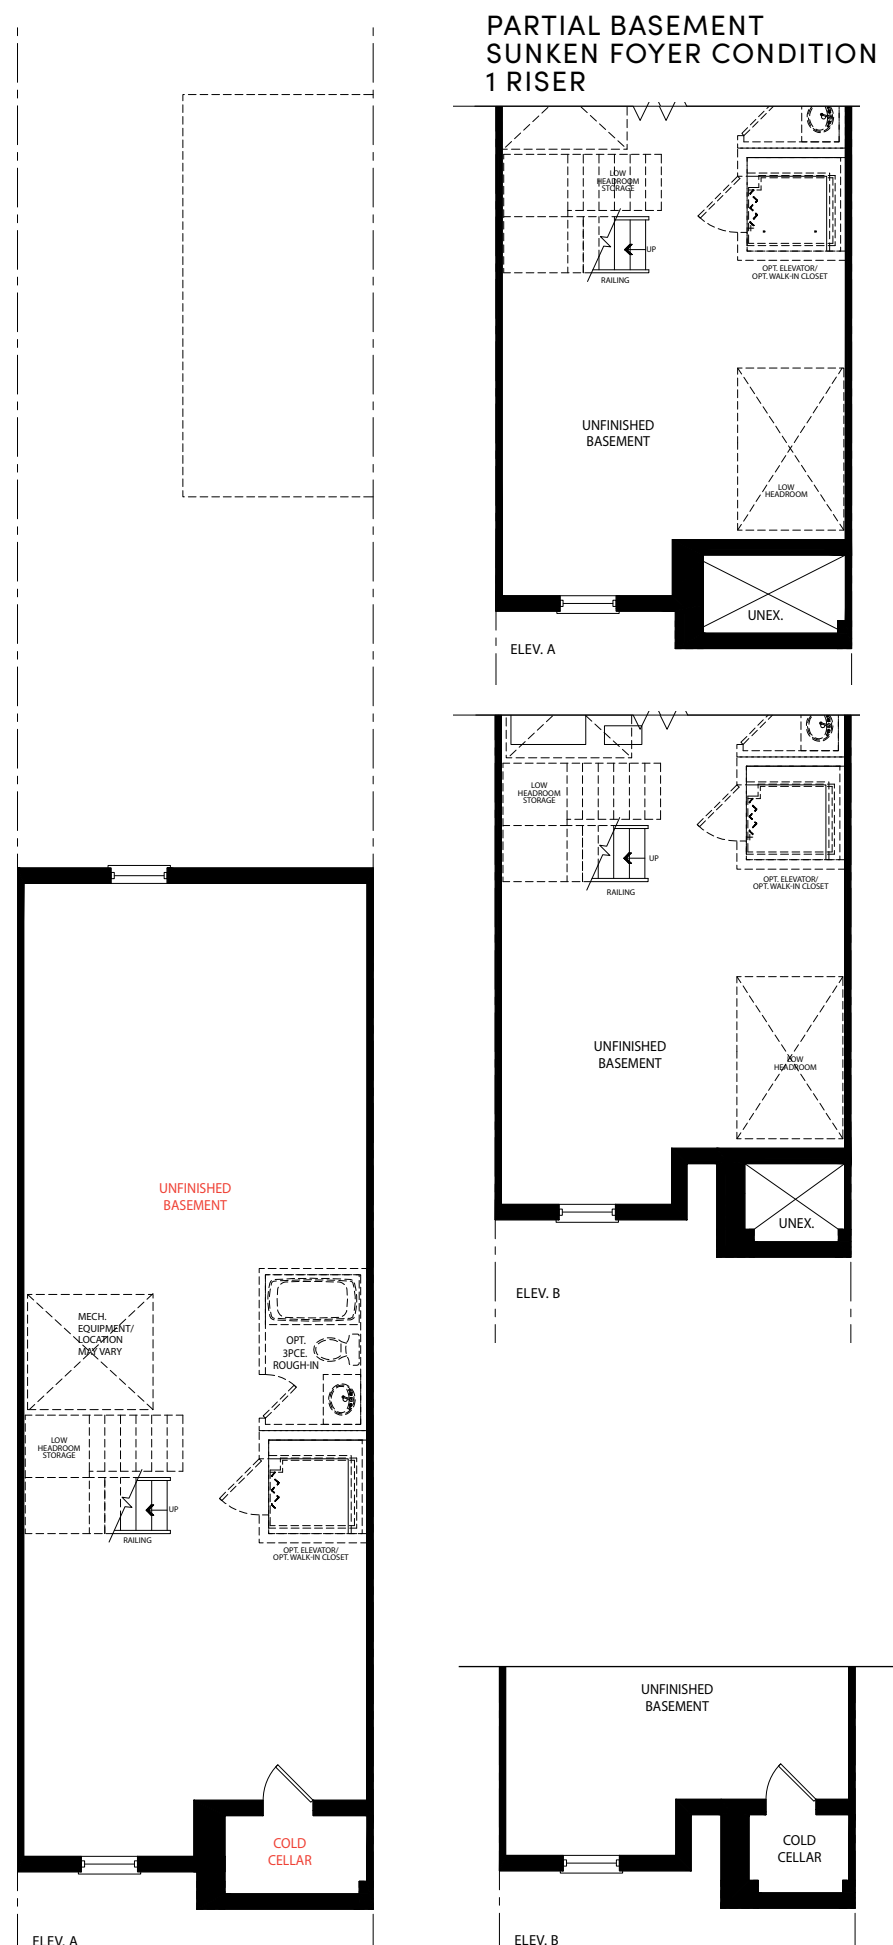 PARTIAL BASEMENT
SUNKEN FOYER CONDITION
1 RISER
LOW
HEADROOM
STORAGE
UP
RAILING
OPT. ELEVATOR/
OPT. WALK-IN CLOSET
UNFINISHED
BASEMENT
LOW
HEADROOM
UNEX.
ELEV. A
LOW
HEADROOM
STORAGE
UP
RAILING
OPT. ELEVATOR/
OPT. WALK-IN CLOSET
UNFINISHED
BASEMENT
LOW
HEADROOM
UNEX.
ELEV. B
UNFINISHED
BASEMENT
MECH.
EQUIPMENT/
LOCATION
MAY VARY
OPT.
3PCE.
ROUGH-IN
LOW
HEADROOM
STORAGE
UP
RAILING
OPT. ELEVATOR/
OPT. WALK-IN CLOSET
COLD
CELLAR
ELEV. A
UNFINISHED
BASEMENT
COLD
CELLAR
ELEV. B